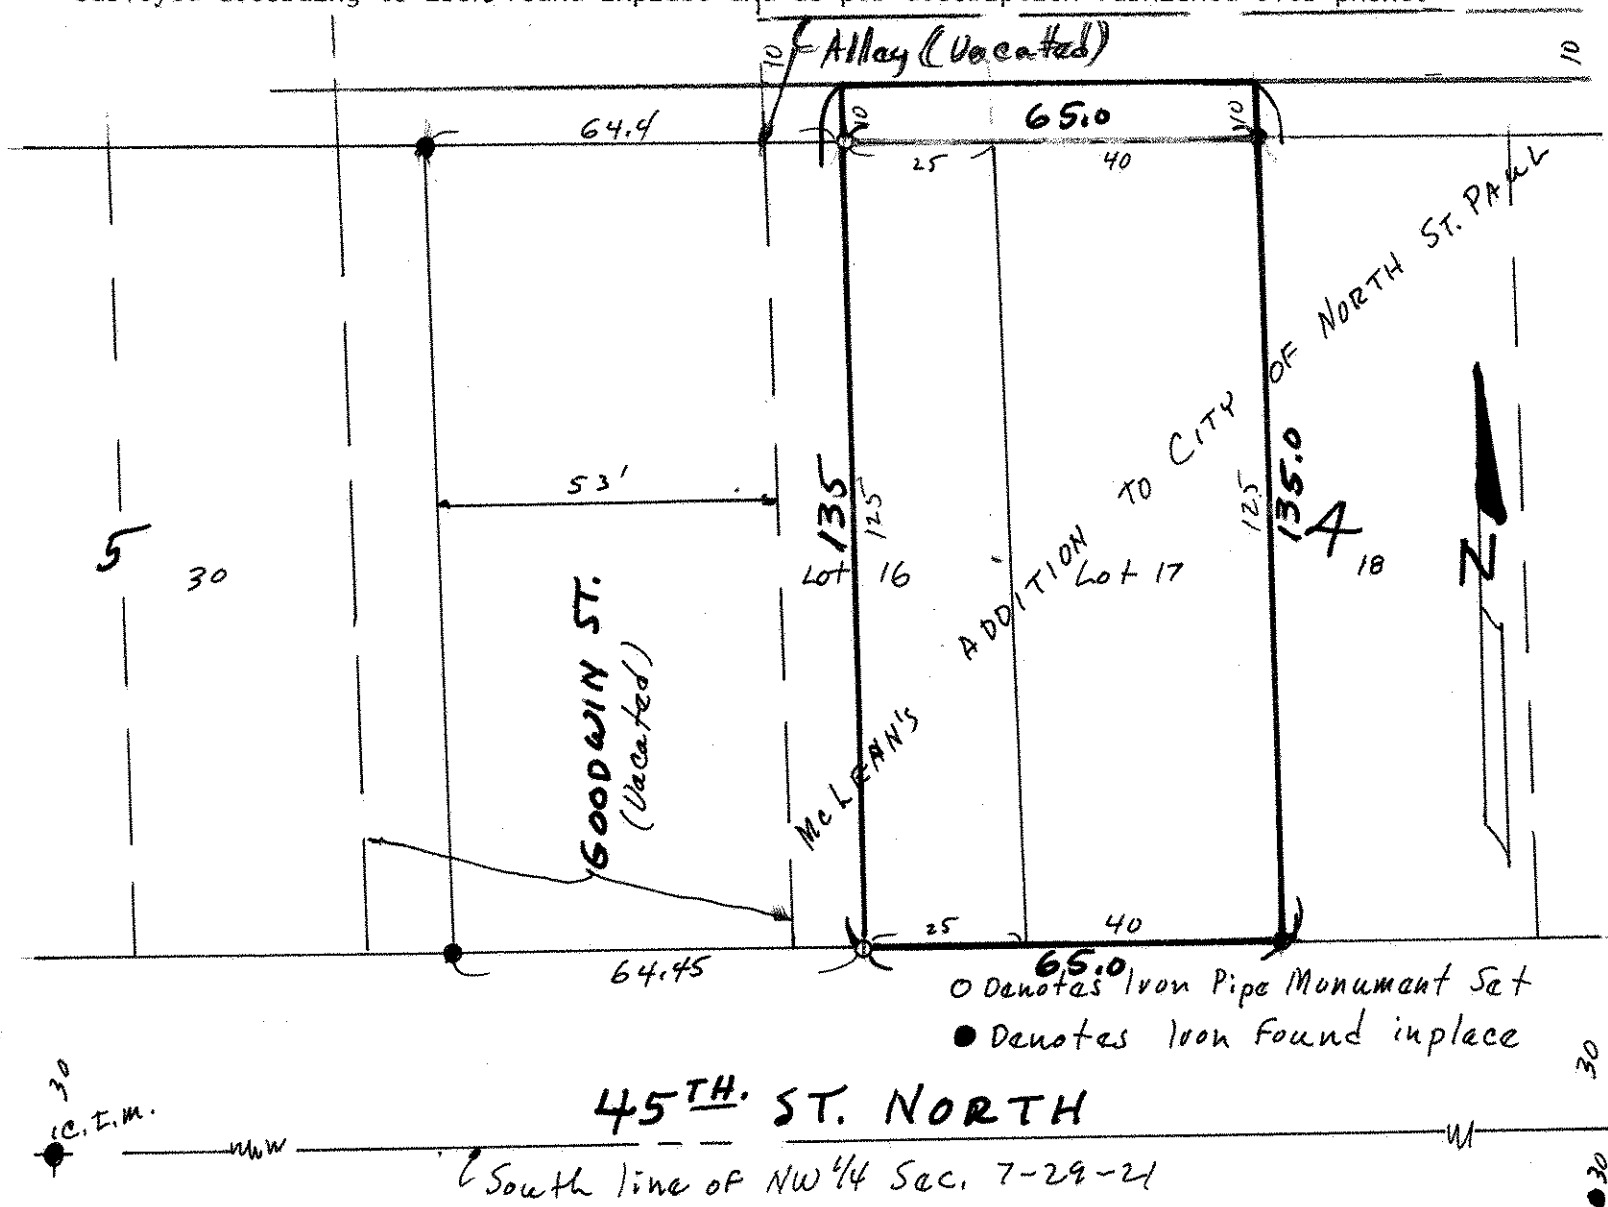 Alley (Vacated)
10
10
64.4
10
65.0
10
25
40
McLEAN'S ADDITION TO CITY OF NORTH ST. PAUL
53'
135
125
125
135.0
5
30
Lot 16
Lot 17
4
18
N
GOODWIN ST.
(Vacated)
25
40
64.45
65.0
O Denotes Iron Pipe Monument Set
● Denotes Iron Found inplace
30
C.I.M.
45TH. ST. NORTH
30
South line of NW 1/4 Sec. 7-29-21
30